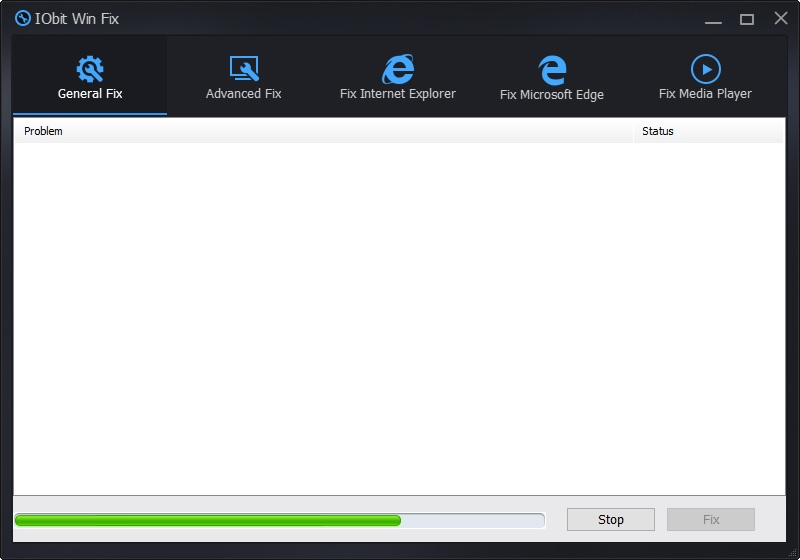 IObit Win Fix
General Fix
Advanced Fix
Fix Internet Explorer
Fix Microsoft Edge
Fix Media Player
Problem
Status
Stop
Fix